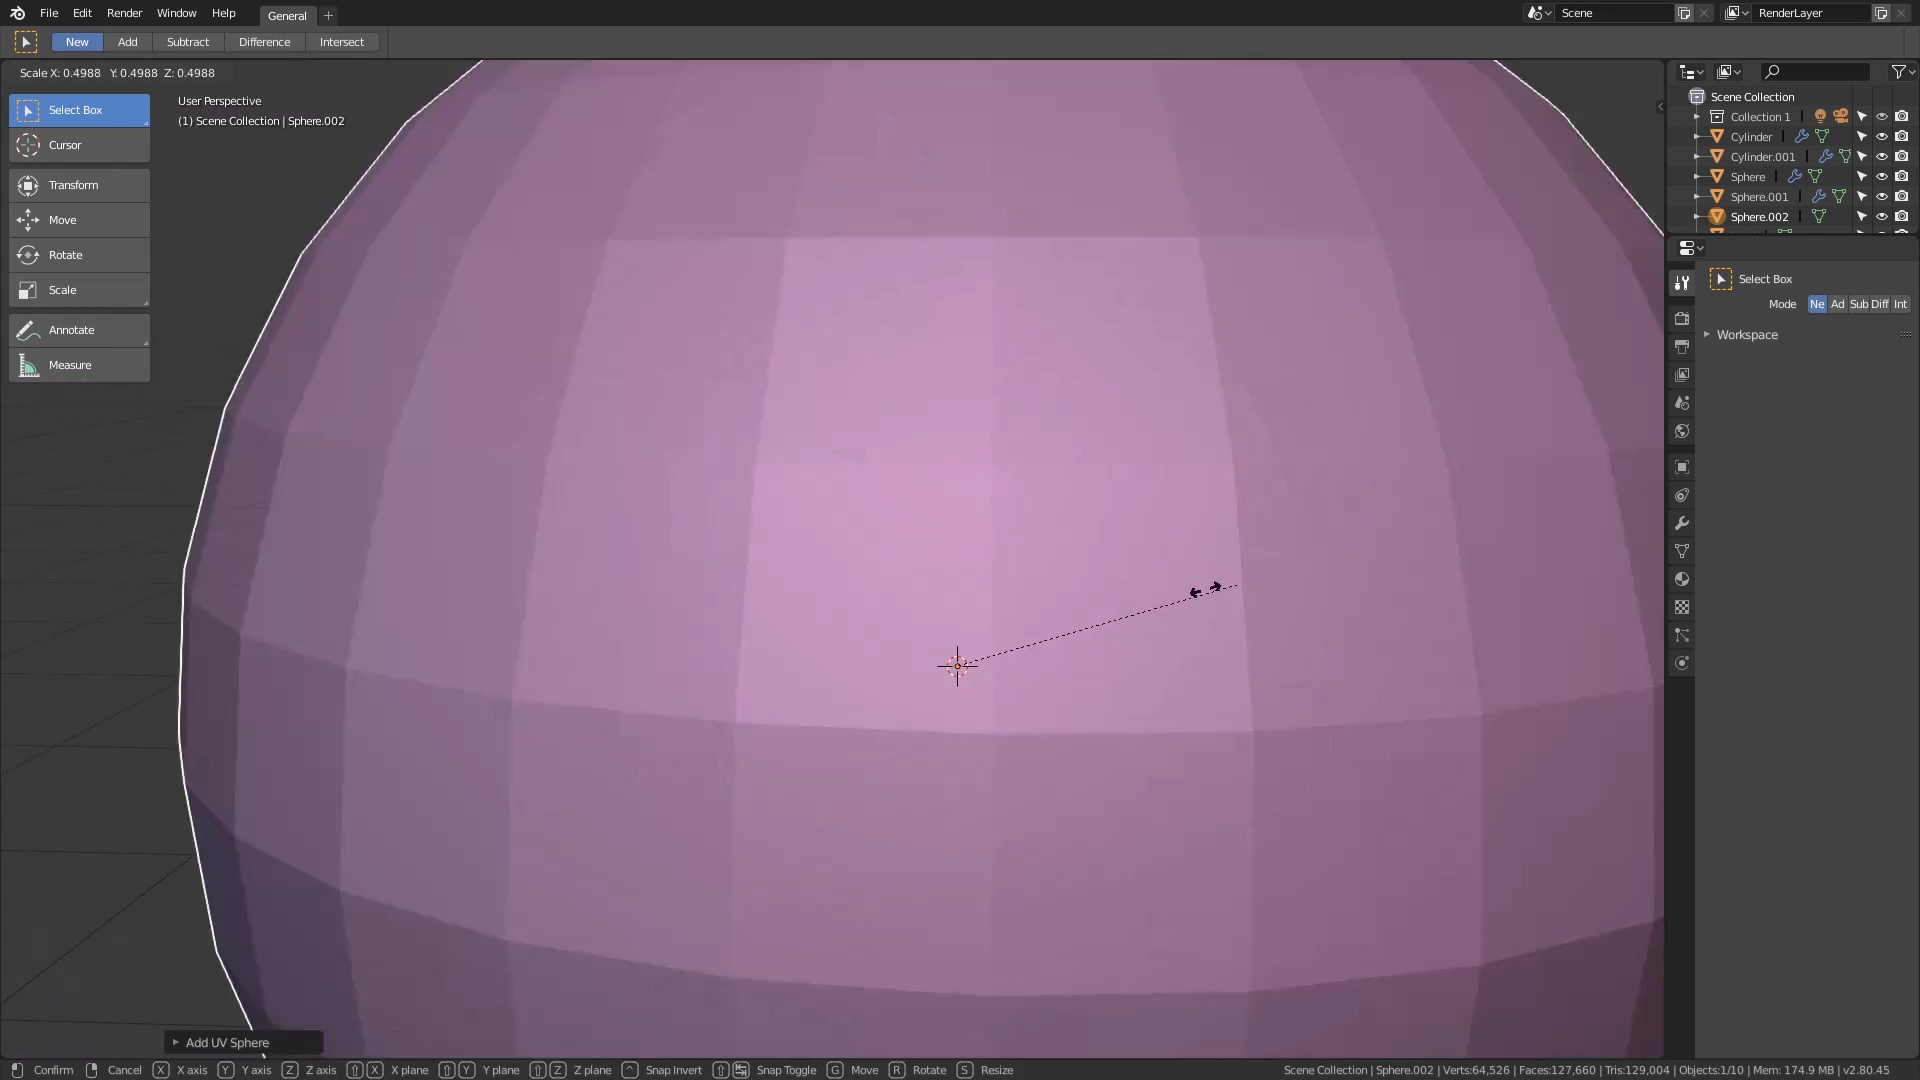 File Edit Render Window Help General + Scene RenderLayer
New Add Subtract Difference Intersect
Scale X: 0.4988 Y: 0.4988 Z: 0.4988
Select Box
Cursor
Transform
Move
Rotate
Scale
Annotate
Measure
User Perspective
(1) Scene Collection | Sphere.002
Scene Collection
Collection 1
Cylinder
Cylinder.001
Sphere
Sphere.001
Sphere.002
Select Box
Mode Ne Ad Sub Diff Int
Workspace
Add UV Sphere
Confirm Cancel X X axis Y Y axis Z Z axis X X plane Y Y plane Z Z plane ^ Snap Invert Snap Toggle G Move R Rotate S Resize Scene Collection | Sphere.002 | Verts:64,526 | Faces:127,660 | Tris:129,004 | Objects:1/10 | Mem: 174.9 MB | v2.80.45